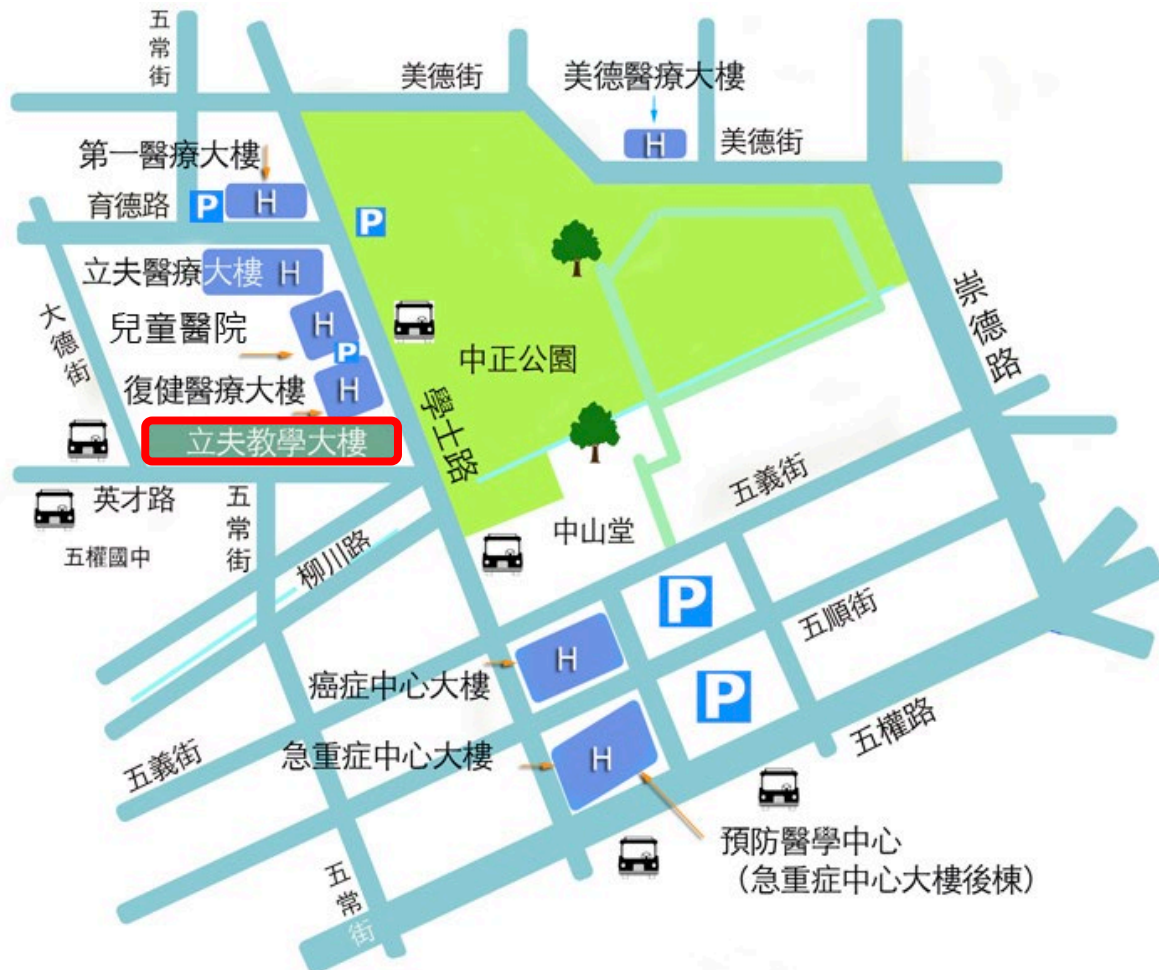 五常街
美德街
美德醫療大樓
H
美德街
第一醫療大樓
育德路
P
H
P
立夫醫療大樓
H
崇德路
大德街
兒童醫院
H
P
中正公園
復健醫療大樓
H
學士路
立夫教學大樓
英才路
五常街
五義街
五權國中
中山堂
柳川路
P
五順街
H
癌症中心大樓
P
五義街
急重症中心大樓
H
五權路
預防醫學中心
（急重症中心大樓後棟）
五常街